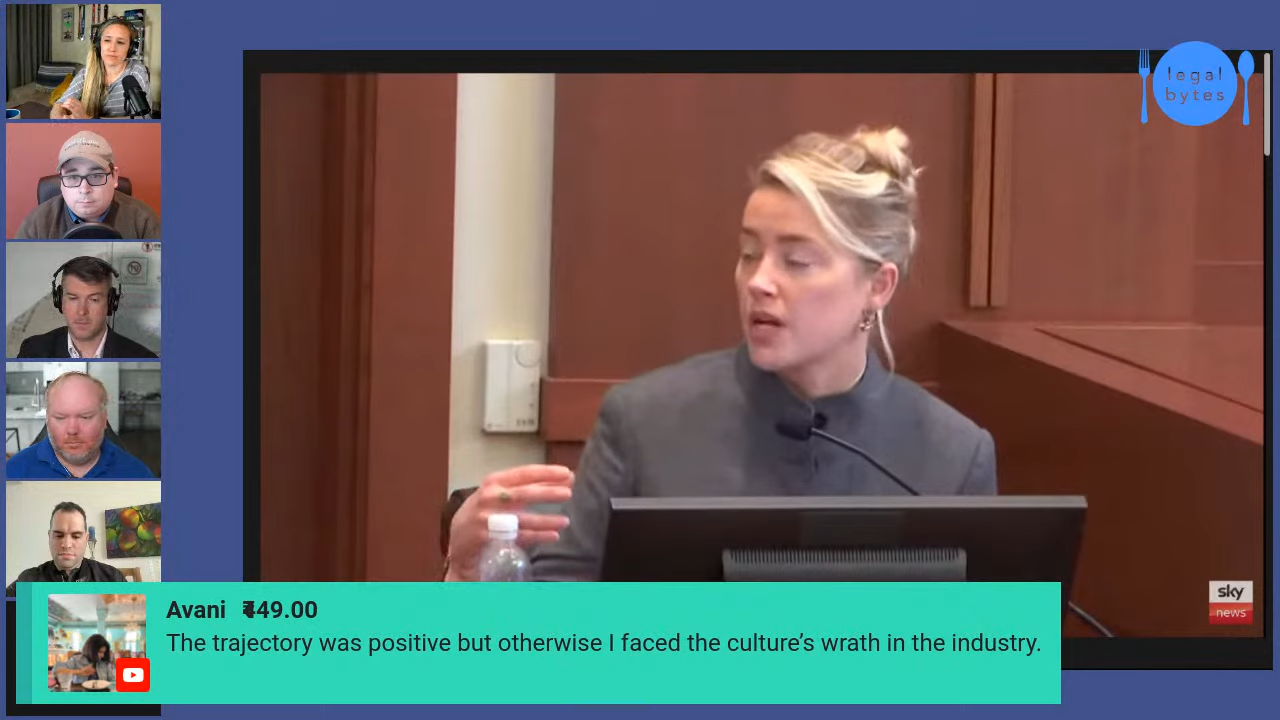 legal
bytes
sky
news
Avani ₹449.00
The trajectory was positive but otherwise I faced the culture’s wrath in the industry.